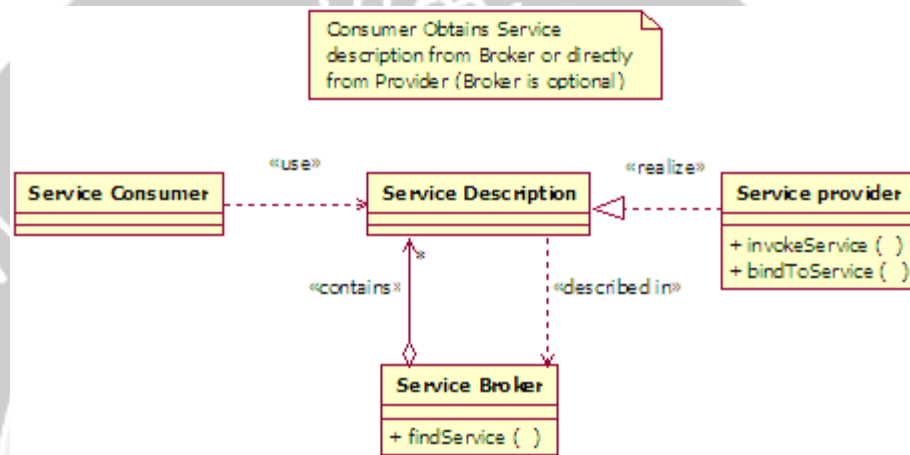 Consumer Obtains Service
description from Broker or directly
from Provider (Broker is optional)
«use»
«realize»
Service Consumer
Service Description
Service provider
+ invokeService ( )
+ bindToService ( )
*
«contains»
«described in»
Service Broker
+ findService ( )